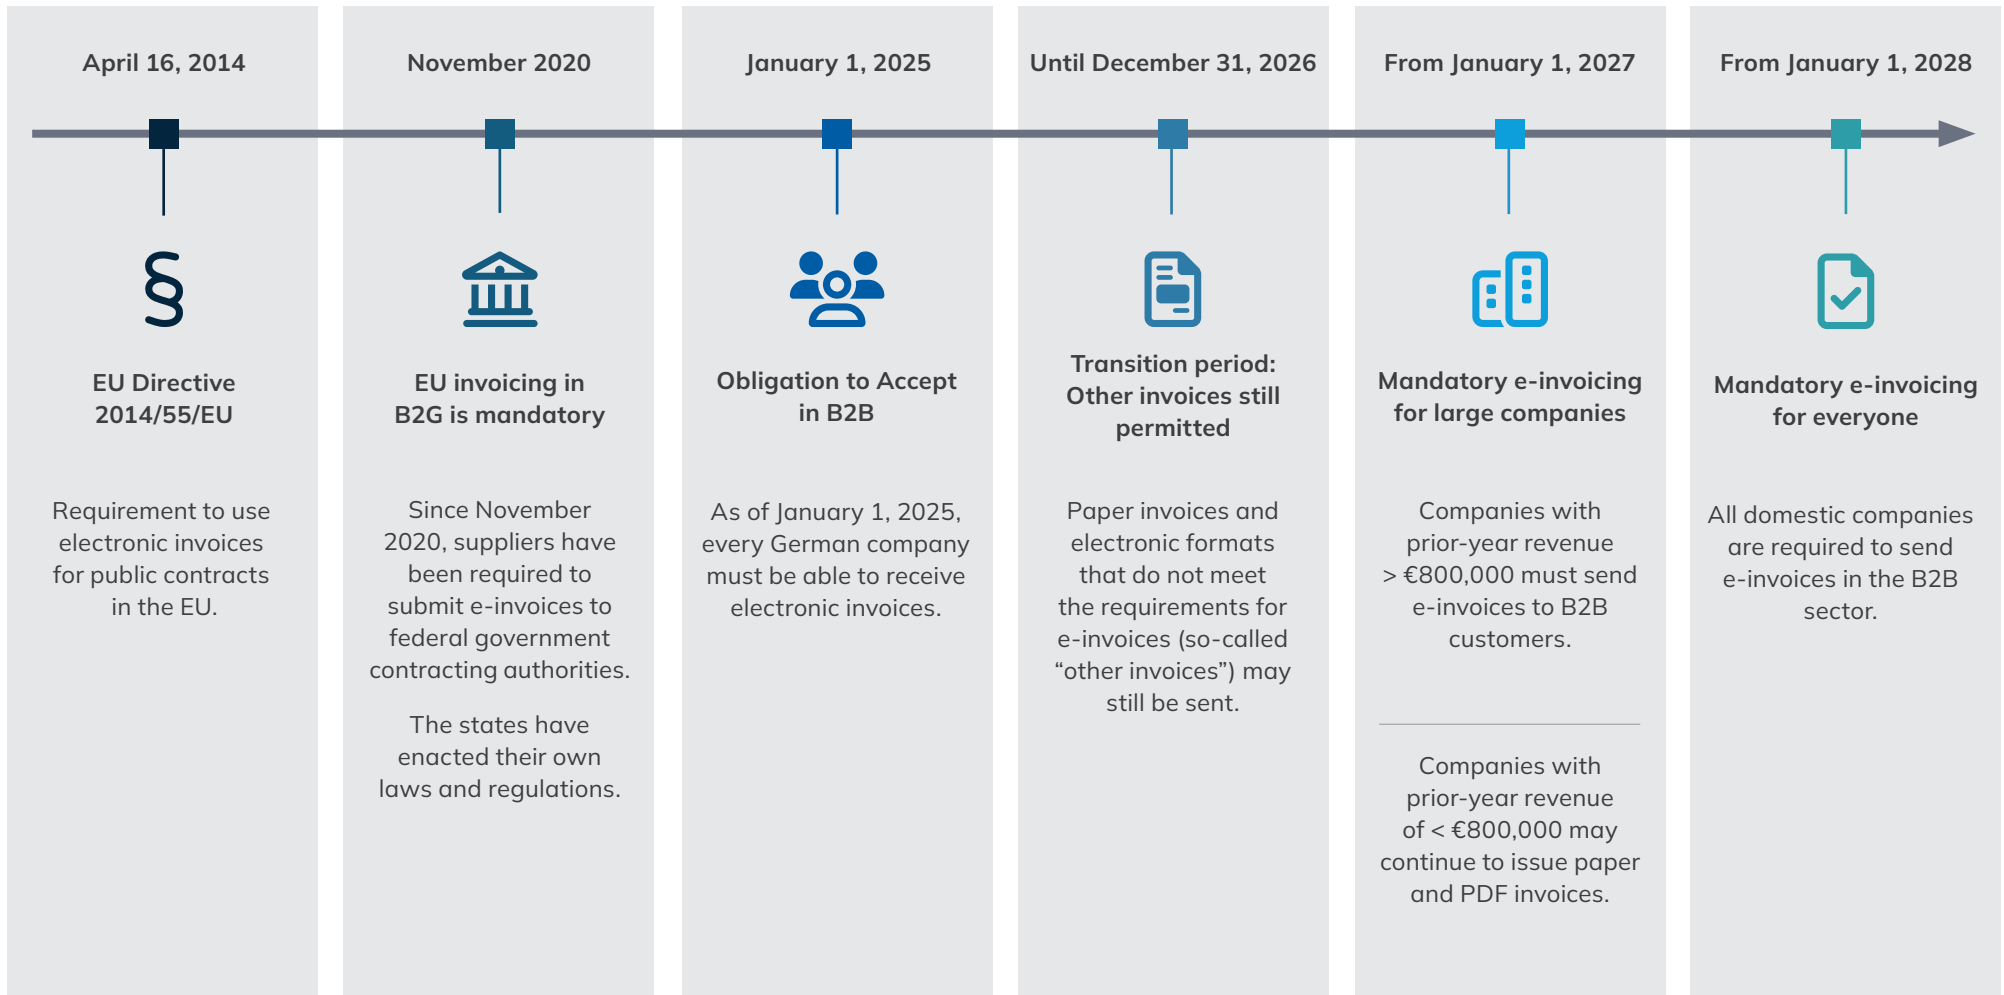 April 16, 2014
EU Directive
2014/55/EU
Requirement to use
electronic invoices
for public contracts
in the EU.
November 2020
EU invoicing in
B2G is mandatory
Since November
2020, suppliers have
been required to
submit e-invoices to
federal government
contracting authorities.
The states have
enacted their own
laws and regulations.
January 1, 2025
Obligation to Accept
in B2B
As of January 1, 2025,
every German company
must be able to receive
electronic invoices.
Until December 31, 2026
Transition period:
Other invoices still
permitted
Paper invoices and
electronic formats
that do not meet
the requirements for
e-invoices (so-called
“other invoices”) may
still be sent.
From January 1, 2027
Mandatory e-invoicing
for large companies
Companies with
prior-year revenue
> €800,000 must send
e-invoices to B2B
customers.
Companies with
prior-year revenue
of < €800,000 may
continue to issue paper
and PDF invoices.
From January 1, 2028
Mandatory e-invoicing
for everyone
All domestic companies
are required to send
e-invoices in the B2B
sector.